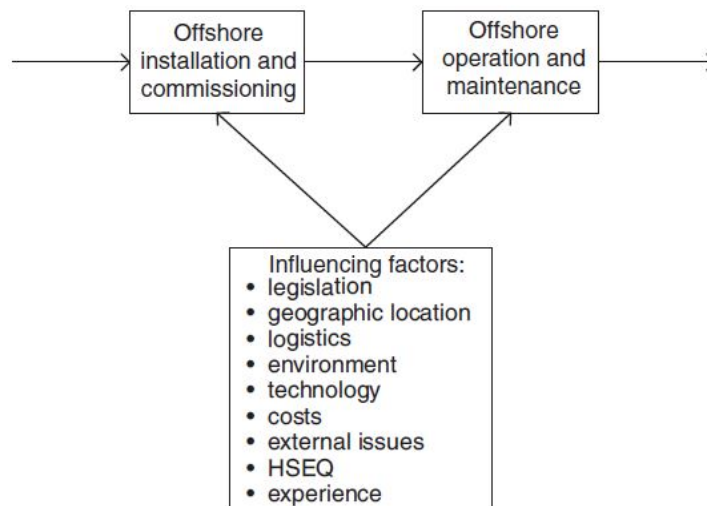 Offshore
installation and
commissioning
Offshore
operation and
maintenance
Influencing factors:
• legislation
• geographic location
• logistics
• environment
• technology
• costs
• external issues
• HSEQ
• experience